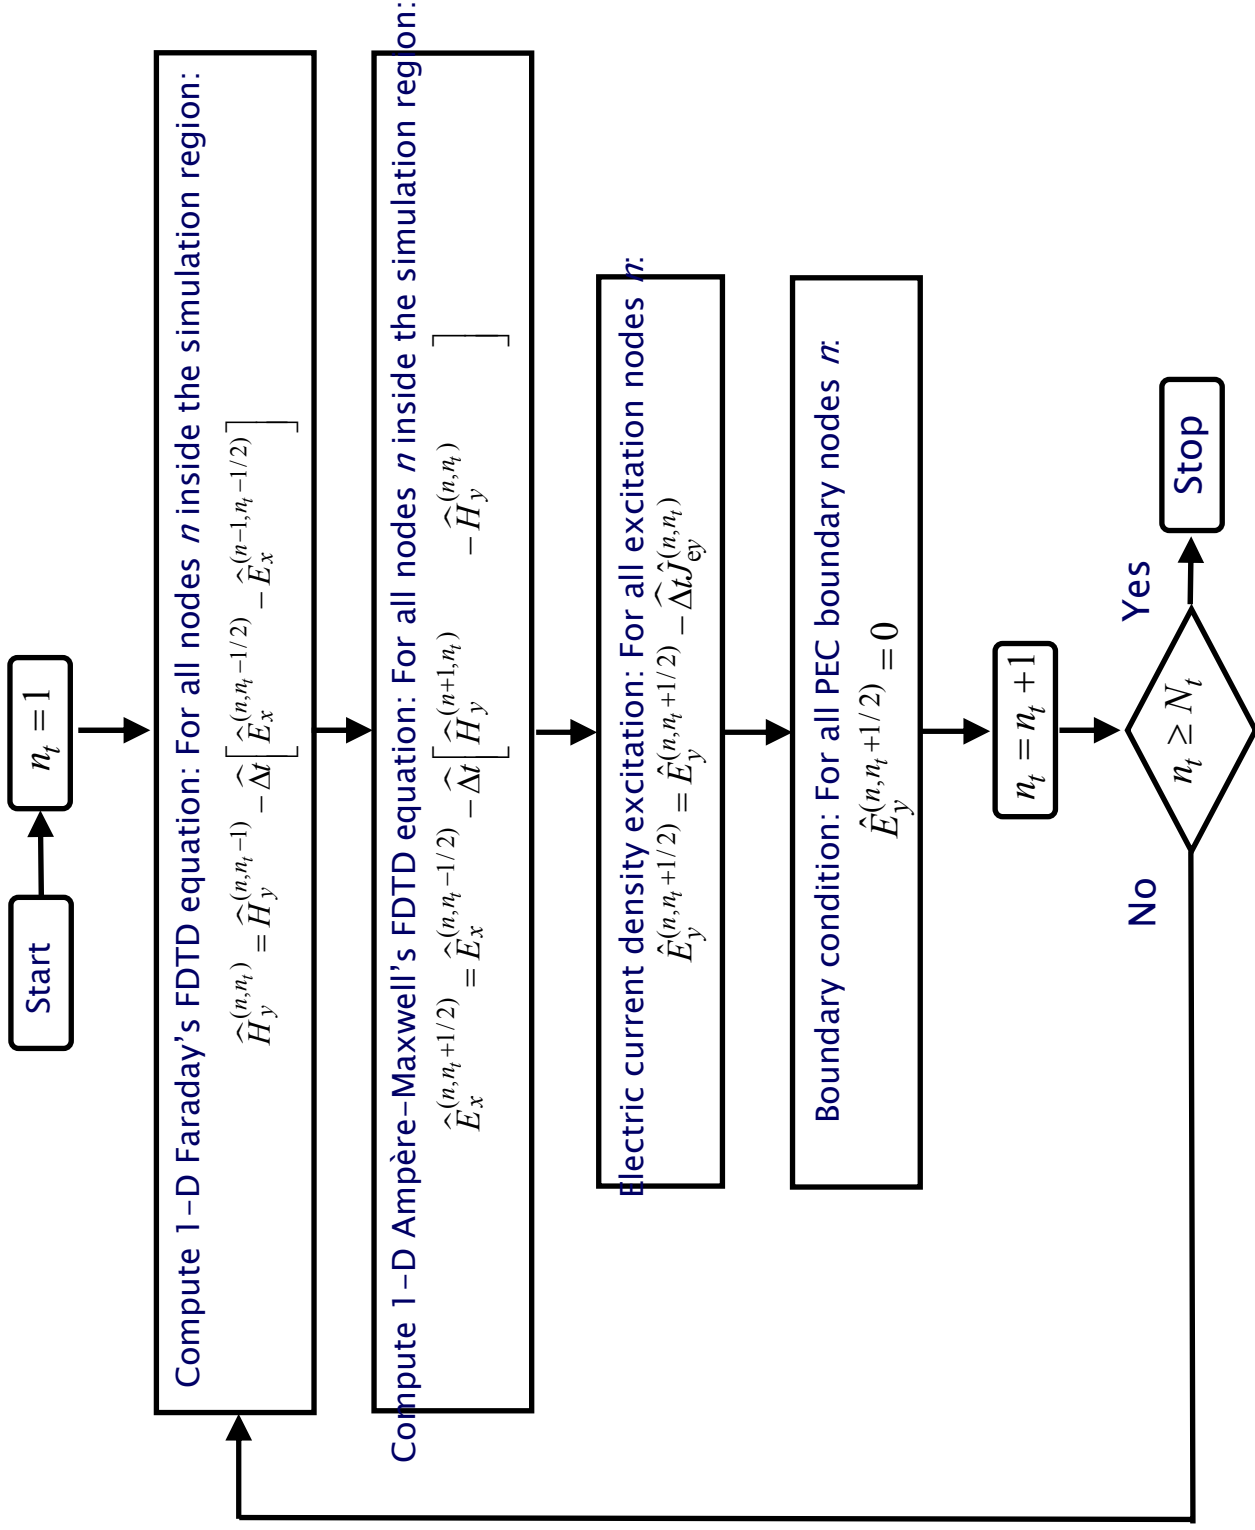 Start
n_t = 1
Compute 1-D Faraday's FDTD equation: For all nodes n inside the simulation region:
Ĥ_y^(n,n_t) = Ĥ_y^(n,n_t−1) − Δ̂t [ Ê_x^(n,n_t−1/2) − Ê_x^(n−1,n_t−1/2) ]
Compute 1-D Ampère-Maxwell's FDTD equation: For all nodes n inside the simulation region:
Ê_x^(n,n_t+1/2) = Ê_x^(n,n_t−1/2) − Δ̂t [ Ĥ_y^(n+1,n_t) − Ĥ_y^(n,n_t) ]
Electric current density excitation: For all excitation nodes n:
Ê_y^(n,n_t+1/2) = Ê_y^(n,n_t+1/2) − Δ̂t Ĵ_ey^(n,n_t)
Boundary condition: For all PEC boundary nodes n:
Ê_y^(n,n_t+1/2) = 0
n_t = n_t + 1
n_t ≥ N_t
Yes
Stop
No